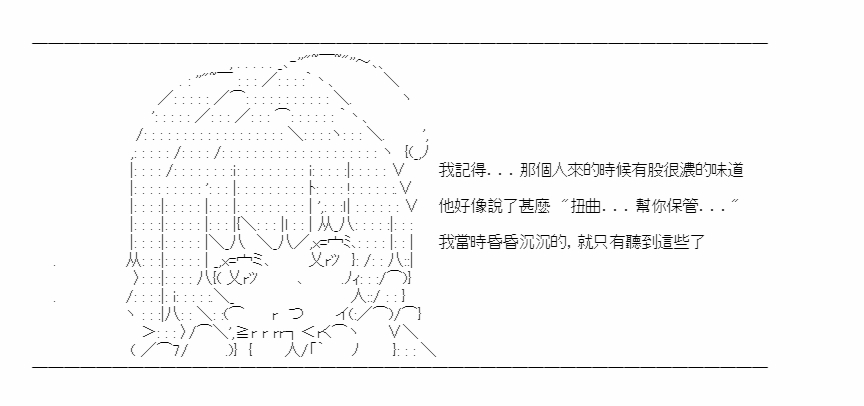 我記得．．．那個人來的時候有股很濃的味道
他好像說了甚麼 "扭曲．．．幫你保管．．．"
我當時昏昏沉沉的, 就只有聽到這些了